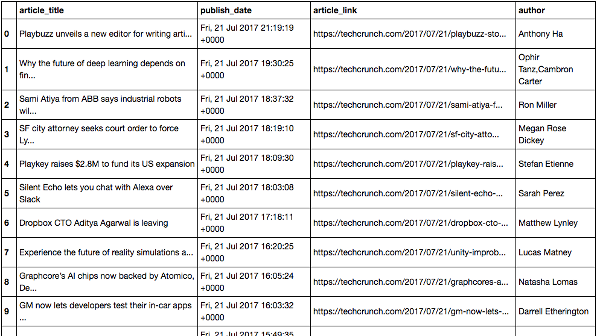 article_title publish_date article_link author
0 Playbuzz unveils a new editor for writing arti... Fri, 21 Jul 2017 21:19:19 +0000 https://techcrunch.com/2017/07/21/playbuzz-sto... Anthony Ha
1 Why the future of deep learning depends on fin... Fri, 21 Jul 2017 19:30:25 +0000 https://techcrunch.com/2017/07/21/why-the-futu... Ophir Tanz,Cambron Carter
2 Sami Atiya from ABB says industrial robots wil... Fri, 21 Jul 2017 18:37:32 +0000 https://techcrunch.com/2017/07/21/sami-atiya-f... Ron Miller
3 SF city attorney seeks court order to force Ly... Fri, 21 Jul 2017 18:19:10 +0000 https://techcrunch.com/2017/07/21/sf-city-atto... Megan Rose Dickey
4 Playkey raises $2.8M to fund its US expansion Fri, 21 Jul 2017 18:09:30 +0000 https://techcrunch.com/2017/07/21/playkey-rais... Stefan Etienne
5 Silent Echo lets you chat with Alexa over Slack Fri, 21 Jul 2017 18:03:08 +0000 https://techcrunch.com/2017/07/21/silent-echo-... Sarah Perez
6 Dropbox CTO Aditya Agarwal is leaving Fri, 21 Jul 2017 17:18:11 +0000 https://techcrunch.com/2017/07/21/dropbox-cto-... Matthew Lynley
7 Experience the future of reality simulations a... Fri, 21 Jul 2017 16:20:25 +0000 https://techcrunch.com/2017/07/21/unity-improb... Lucas Matney
8 Graphcore's AI chips now backed by Atomico, De... Fri, 21 Jul 2017 16:05:24 +0000 https://techcrunch.com/2017/07/21/graphcores-a... Natasha Lomas
9 GM now lets developers test their in-car apps ... Fri, 21 Jul 2017 16:03:32 +0000 https://techcrunch.com/2017/07/21/gm-now-lets-... Darrell Etherington
Fri, 21 Jul 2017 15:49:35